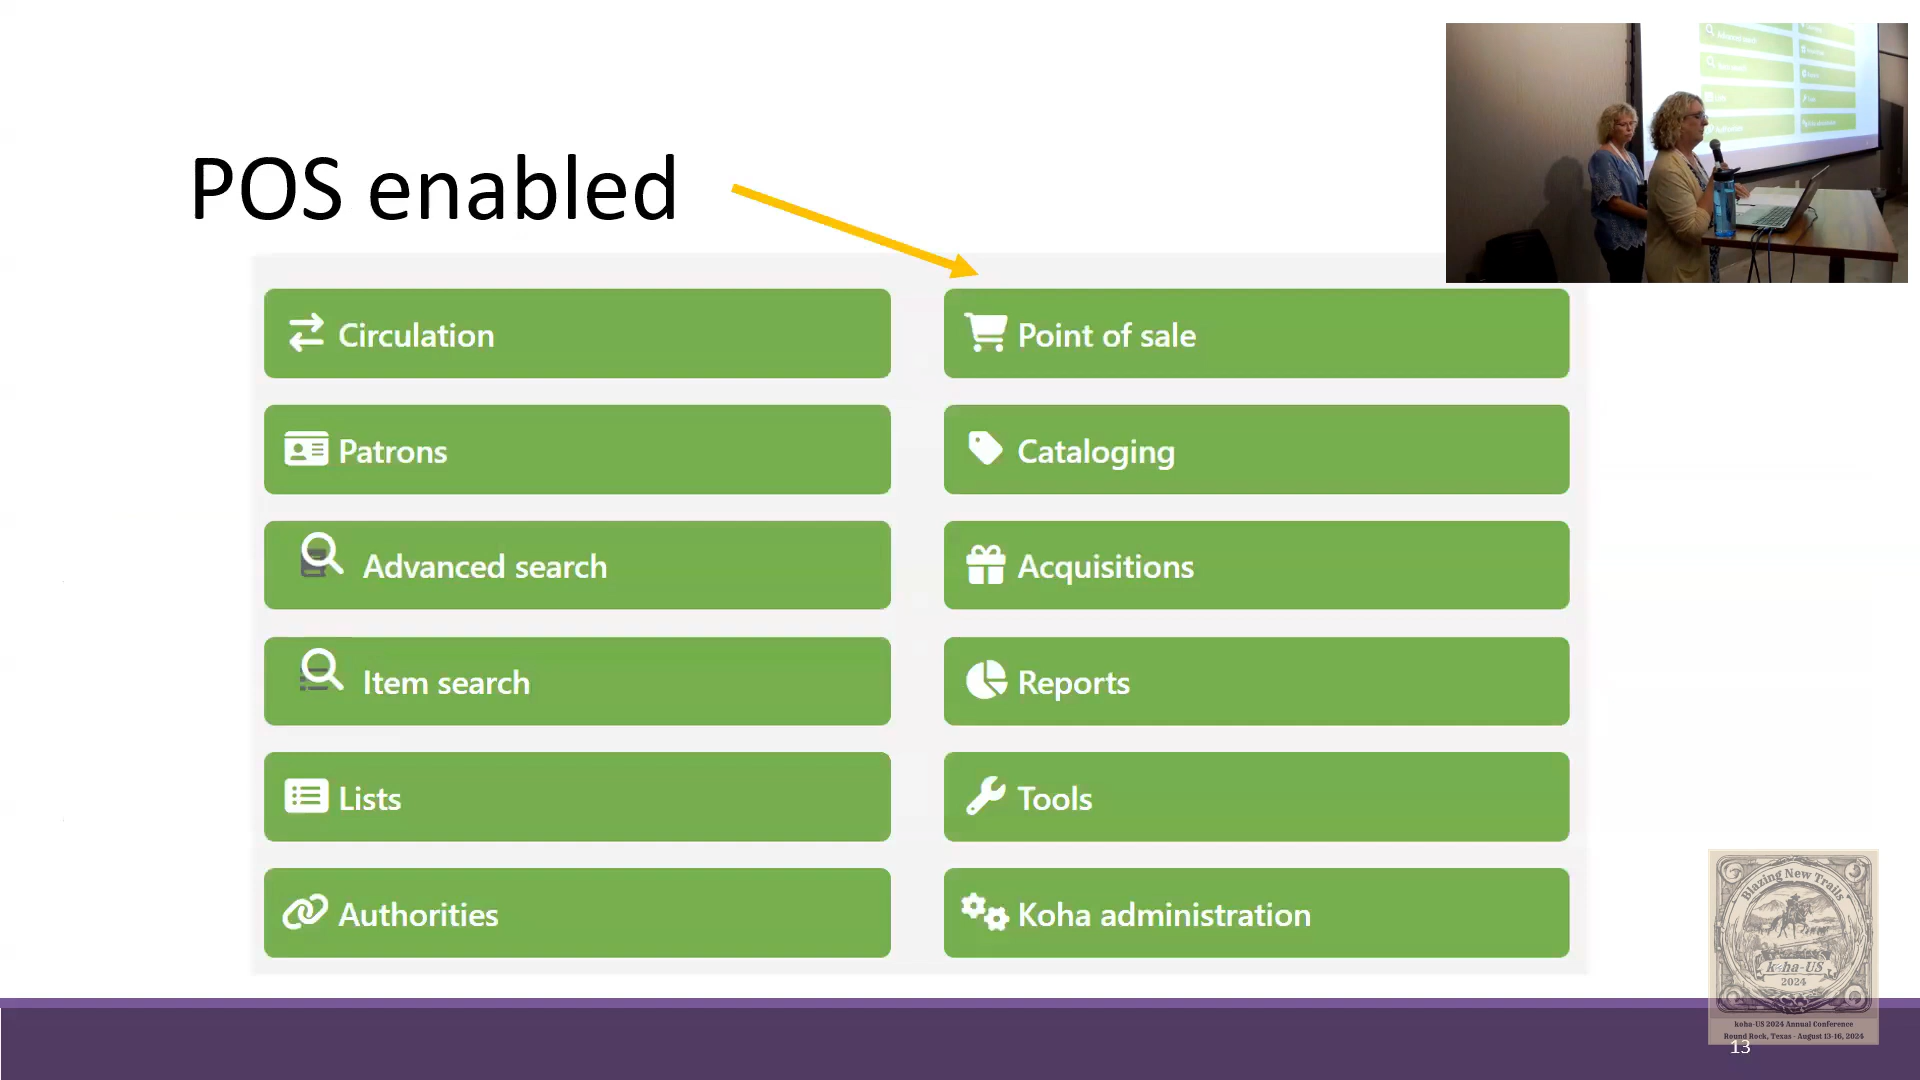 POS enabled
Circulation
Point of sale
Patrons
Cataloging
Advanced search
Acquisitions
Item search
Reports
Lists
Tools
Authorities
Koha administration
Blazing New Trails
koha-US
2024
koha-US 2024 Annual Conference
Round Rock, Texas - August 13-16, 2024
13